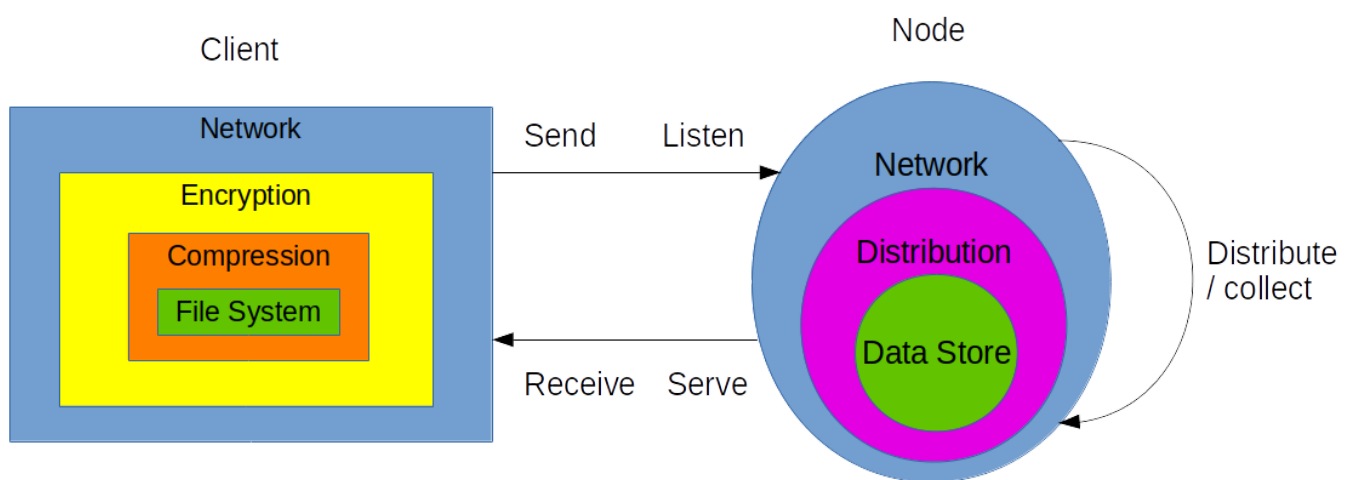 Client
Node
Network
Send Listen
Network
Encryption
Compression
File System
Distribution
Distribute
/ collect
Data Store
Receive Serve